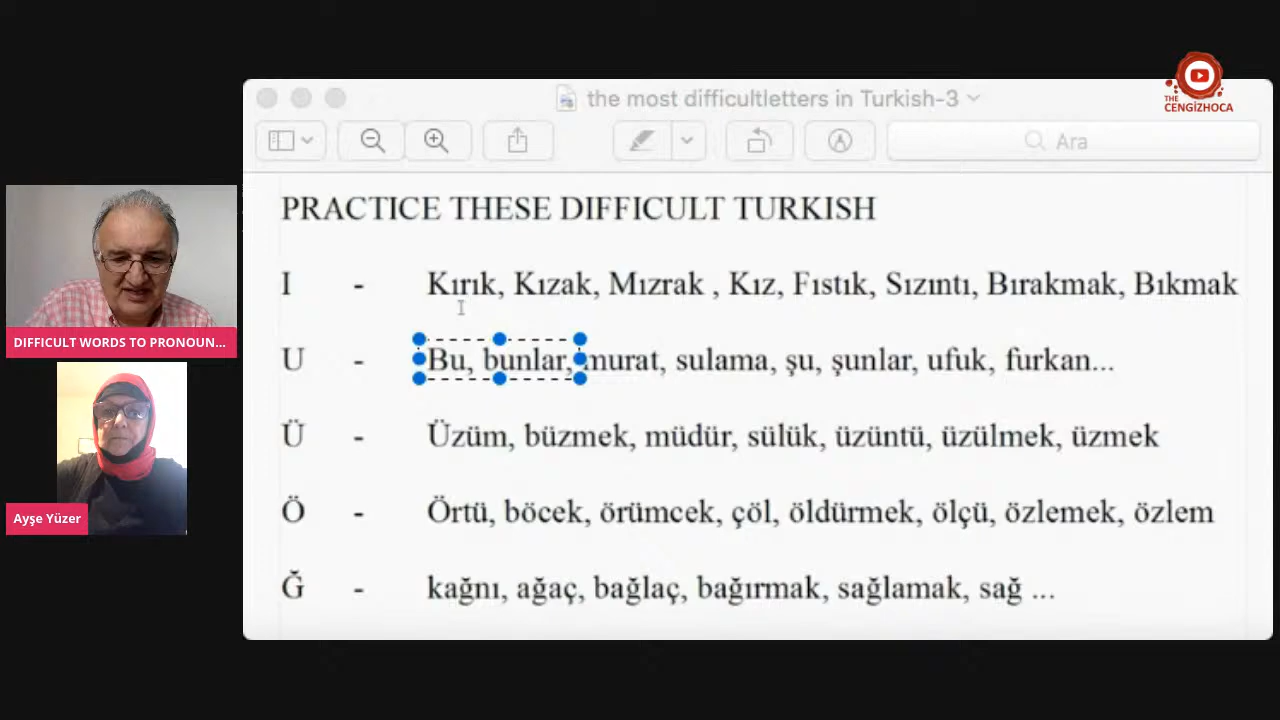 THE
CENGİZHOCA
the most difficultletters in Turkish-3
Ara
PRACTICE THESE DIFFICULT TURKISH
I - Kırık, Kızak, Mızrak , Kız, Fıstık, Sızıntı, Bırakmak, Bıkmak
U - Bu, bunlar, murat, sulama, şu, şunlar, ufuk, furkan...
Ü - Üzüm, büzmek, müdür, sülük, üzüntü, üzülmek, üzmek
Ö - Örtü, böcek, örümcek, çöl, öldürmek, ölçü, özlemek, özlem
Ğ - kağnı, ağaç, bağlaç, bağırmak, sağlamak, sağ ...
DIFFICULT WORDS TO PRONOUN...
Ayşe Yüzer